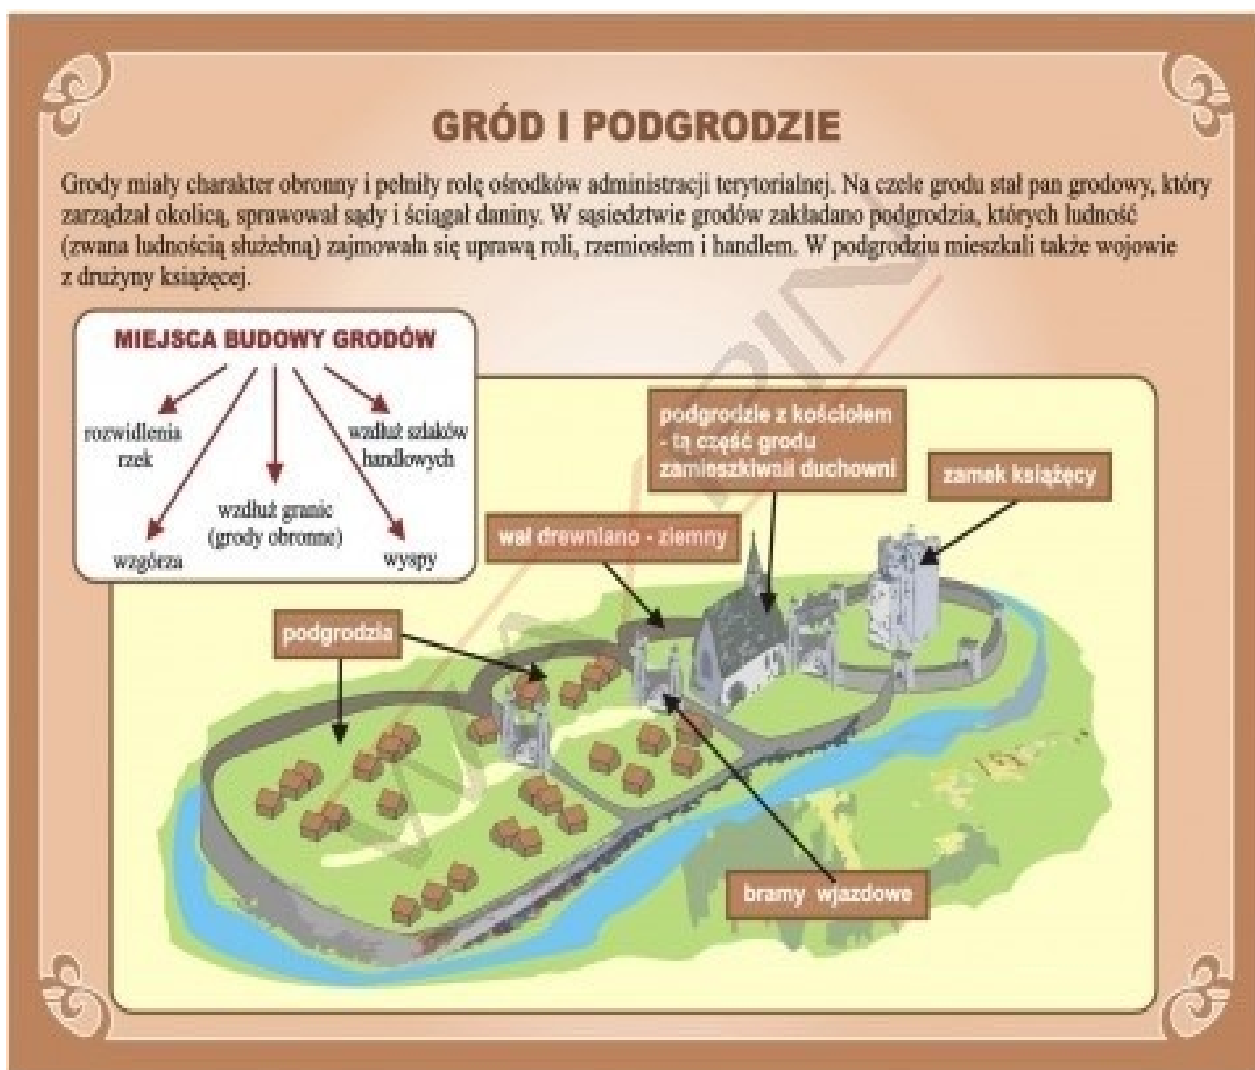 GRÓD I PODGRODZIE
Grody miały charakter obronny i pełniły rolę ośrodków administracji terytorialnej. Na czele grodu stał pan grodowy, który
zarządzał okolicą, sprawował sądy i ściągał daniny. W sąsiedztwie grodów zakładano podgrodzia, których ludność
(zwana ludnością służebną) zajmowała się uprawą roli, rzemiosłem i handlem. W podgrodziu mieszkali także wojowie
z drużyny książęcej.
MIEJSCA BUDOWY GRODÓW
rozwidlenia
rzek
wzdłuż szlaków
handlowych
wzdłuż granic
(grody obronne)
wzgórza
wyspy
podgrodzie z kościołem
- tą część grodu
zamieszkiwali duchowni
zamek książęcy
wał drewniano - ziemny
podgrodzia
bramy wjazdowe